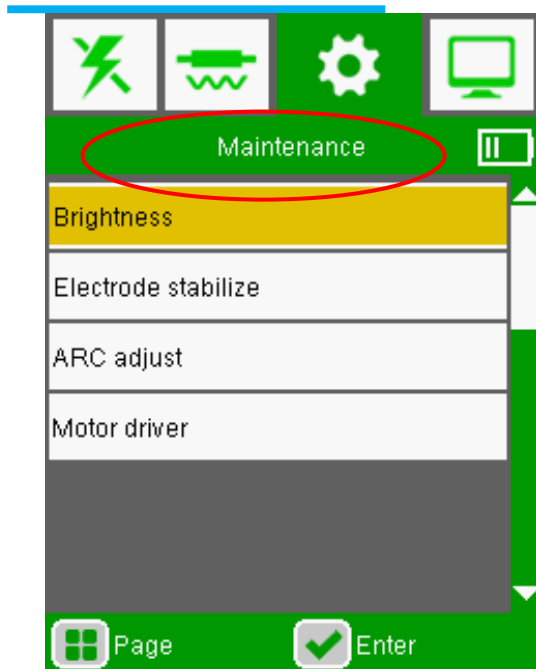 Maintenance
Brightness
Electrode stabilize
ARC adjust
Motor driver
Page Enter